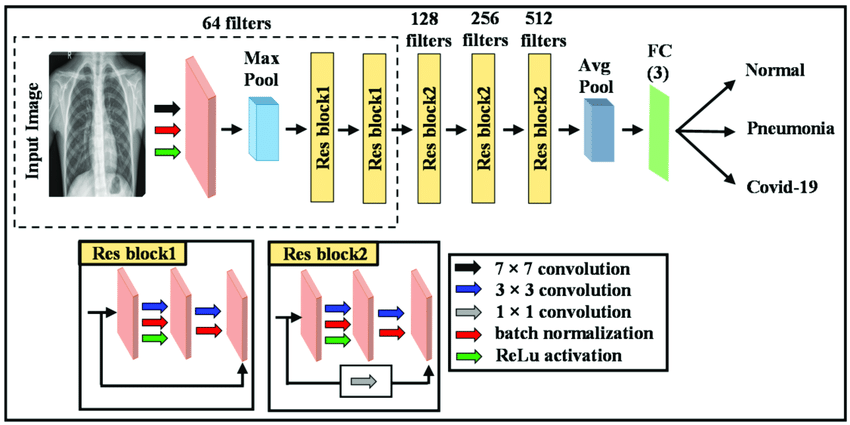 64 filters
128
filters
256
filters
512
filters
Input Image
Max
Pool
Res block1
Res block1
Res block2
Res block2
Res block2
Avg
Pool
FC
(3)
Normal
Pneumonia
Covid-19
Res block1
Res block2
7 × 7 convolution
3 × 3 convolution
1 × 1 convolution
batch normalization
ReLu activation